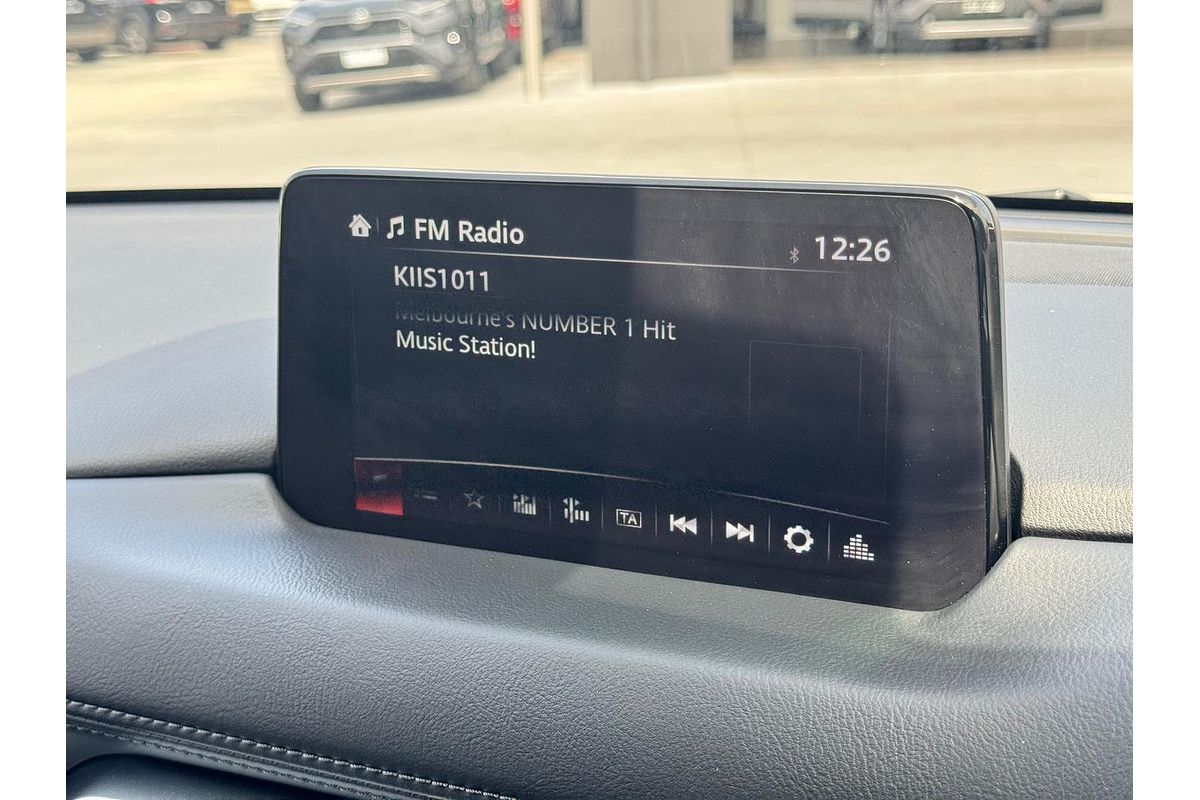 FM Radio
12:26
KIIS1011
Melbourne's NUMBER 1 Hit
Music Station!
TA